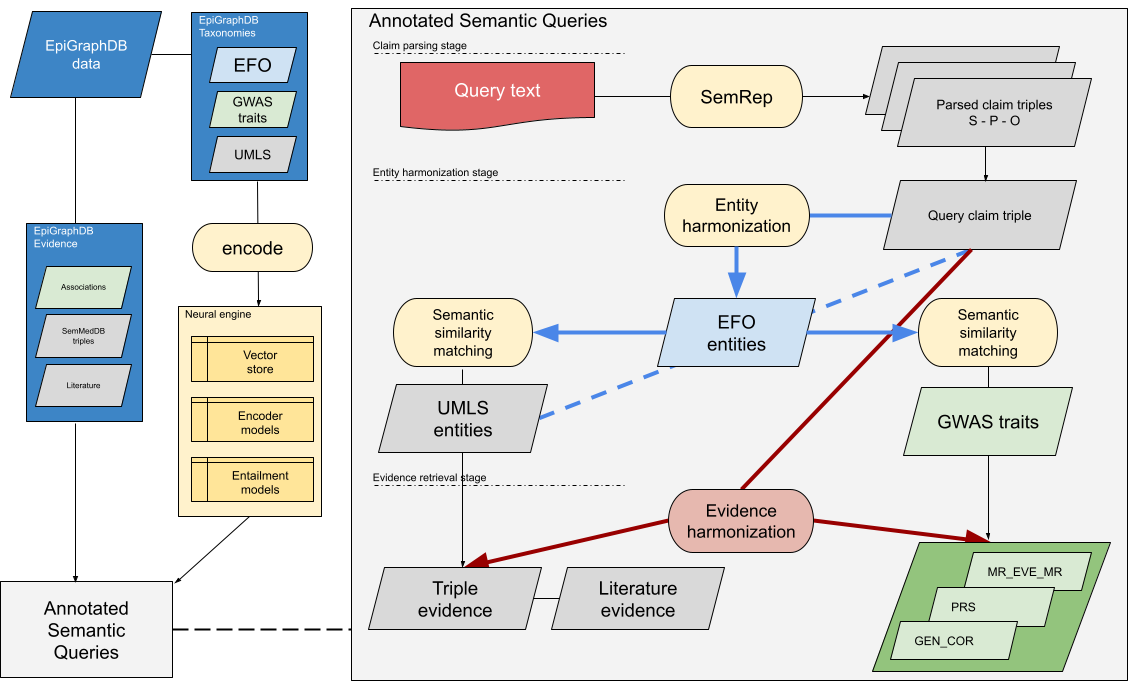 EpiGraphDB
data
EpiGraphDB
Taxonomies
EFO
GWAS
traits
UMLS
EpiGraphDB
Evidence
Associations
SemMedDB
triples
Literature
encode
Neural engine
Vector
store
Encoder
models
Entailment
models
Annotated
Semantic
Queries
Annotated Semantic Queries
Claim parsing stage
Query text
SemRep
Parsed claim triples
S - P - O
Entity harmonization stage
Entity
harmonization
Query claim triple
Semantic
similarity
matching
EFO
entities
Semantic
similarity
matching
UMLS
entities
GWAS traits
Evidence retrieval stage
Evidence
harmonization
Triple
evidence
Literature
evidence
MR_EVE_MR
PRS
GEN_COR